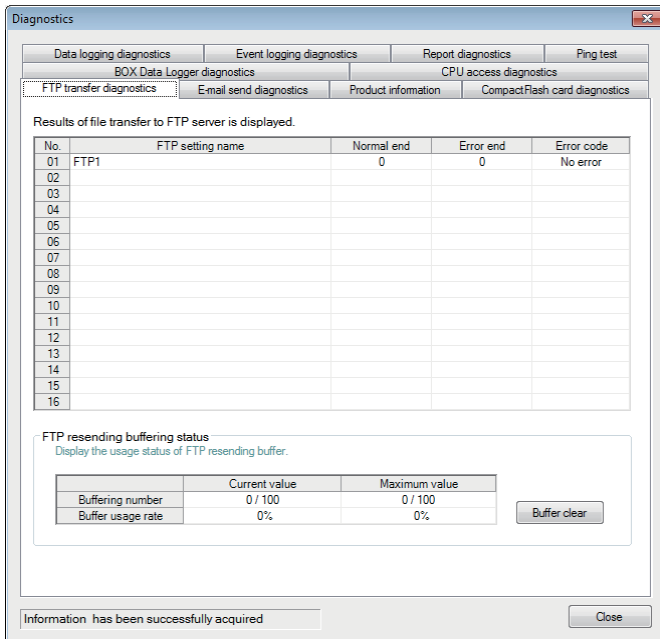 Diagnostics
Data logging diagnostics Event logging diagnostics Report diagnostics Ping test
BOX Data Logger diagnostics CPU access diagnostics
FTP transfer diagnostics E-mail send diagnostics Product information CompactFlash card diagnostics
Results of file transfer to FTP server is displayed.
No. FTP setting name Normal end Error end Error code
01 FTP1 0 0 No error
02
03
04
05
06
07
08
09
10
11
12
13
14
15
16
FTP resending buffering status
Display the usage status of FTP resending buffer.
Current value Maximum value
Buffering number 0 / 100 0 / 100
Buffer usage rate 0% 0%
Buffer clear
Information has been successfully acquired
Close